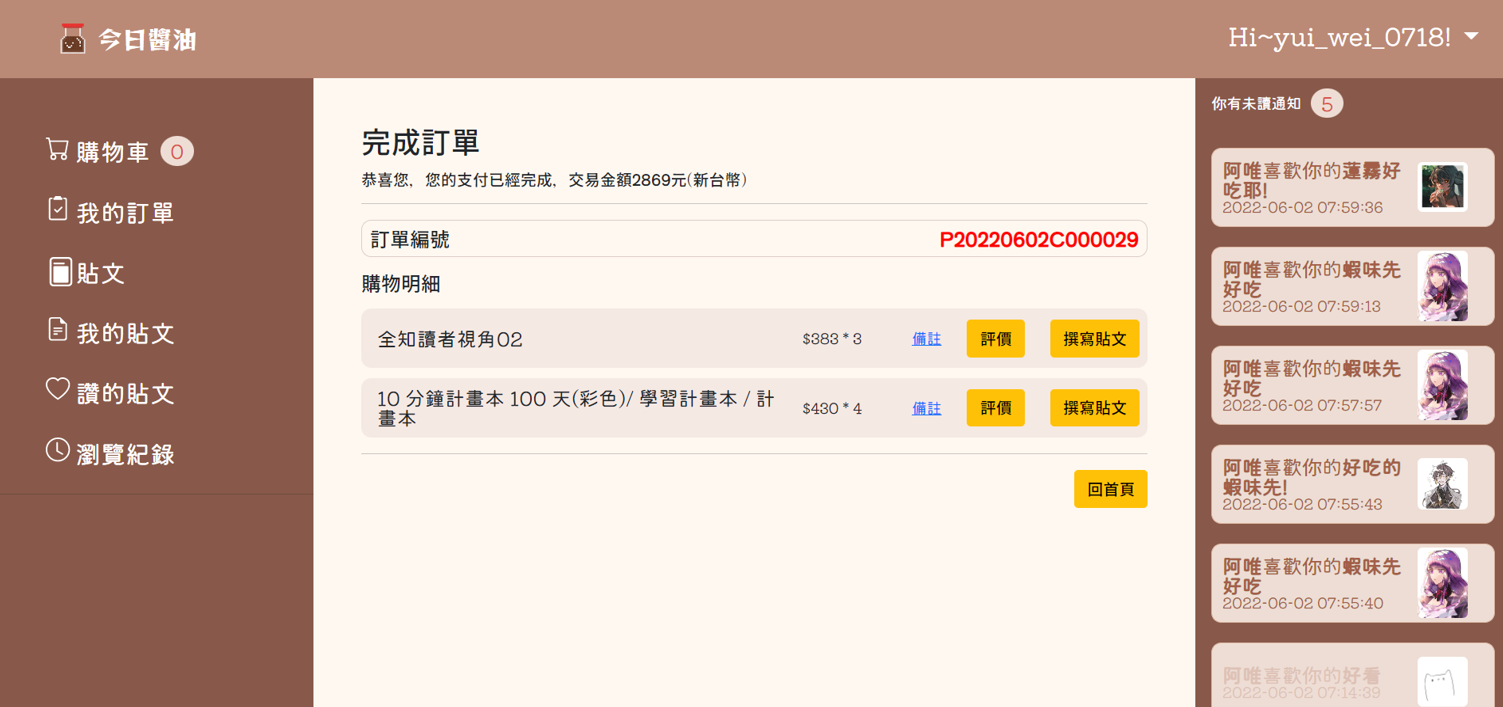 今日醬油
Hi~yui_wei_0718!
購物車 0
我的訂單
貼文
我的貼文
讚的貼文
瀏覽紀錄
完成訂單
恭喜您, 您的支付已經完成, 交易金額2869元(新台幣)
訂單編號 P20220602C000029
購物明細
全知讀者視角02 $383 * 3 備註 評價 撰寫貼文
10 分鐘計畫本 100 天(彩色)/ 學習計畫本 / 計
畫本 $430 * 4 備註 評價 撰寫貼文
回首頁
你有未讀通知 5
阿唯喜歡你的蓮霧好
吃耶!
2022-06-02 07:59:36
阿唯喜歡你的蝦味先
好吃
2022-06-02 07:59:13
阿唯喜歡你的蝦味先
好吃
2022-06-02 07:57:57
阿唯喜歡你的好吃的
蝦味先!
2022-06-02 07:55:43
阿唯喜歡你的蝦味先
好吃
2022-06-02 07:55:40
阿唯喜歡你的好看
2022-06-02 07:14:39